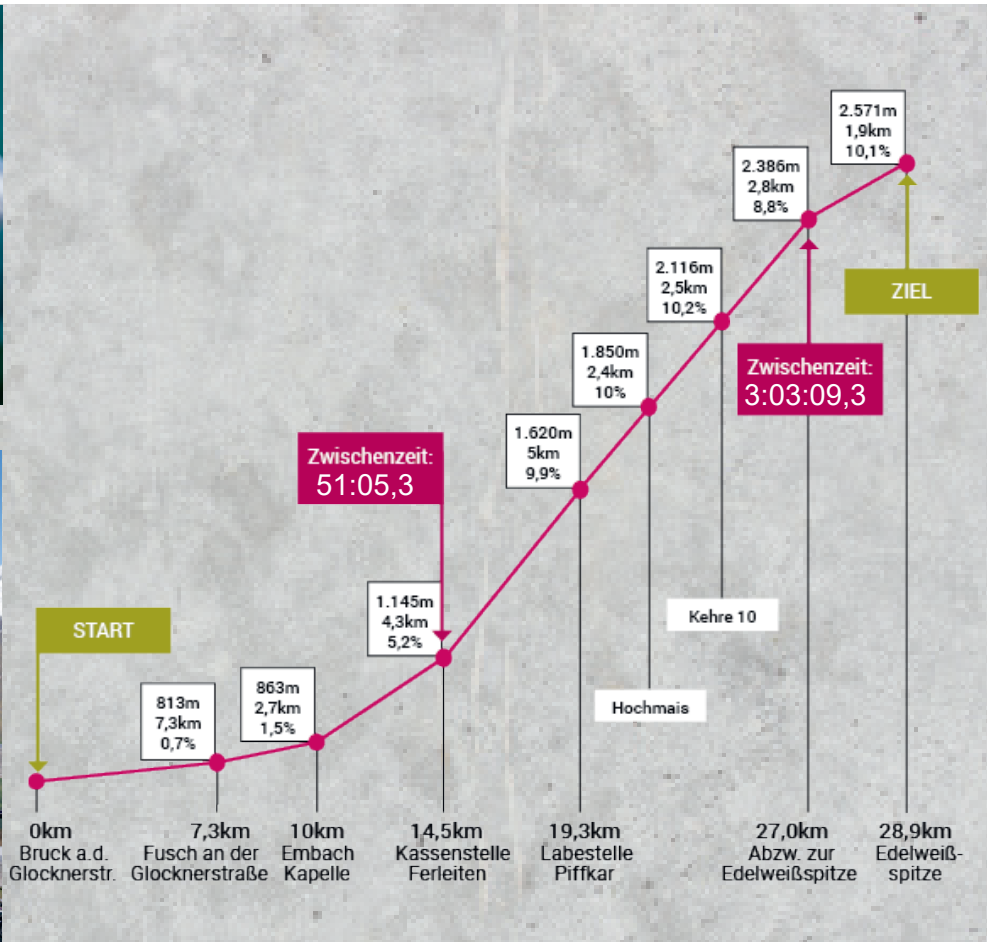 START
813m
7,3km
0,7%
863m
2,7km
1,5%
1.145m
4,3km
5,2%
Zwischenzeit:
51:05,3
1.620m
5km
9,9%
1.850m
2,4km
10%
2.116m
2,5km
10,2%
2.386m
2,8km
8,8%
2.571m
1,9km
10,1%
ZIEL
Zwischenzeit:
3:03:09,3
Kehre 10
Hochmais
0km
Bruck a.d.
Glocknerstr.
7,3km
Fusch an der
Glocknerstraße
10km
Embach
Kapelle
14,5km
Kassenstelle
Ferleiten
19,3km
Labestelle
Piffkar
27,0km
Abzw. zur
Edelweißspitze
28,9km
Edelweiß-
spitze